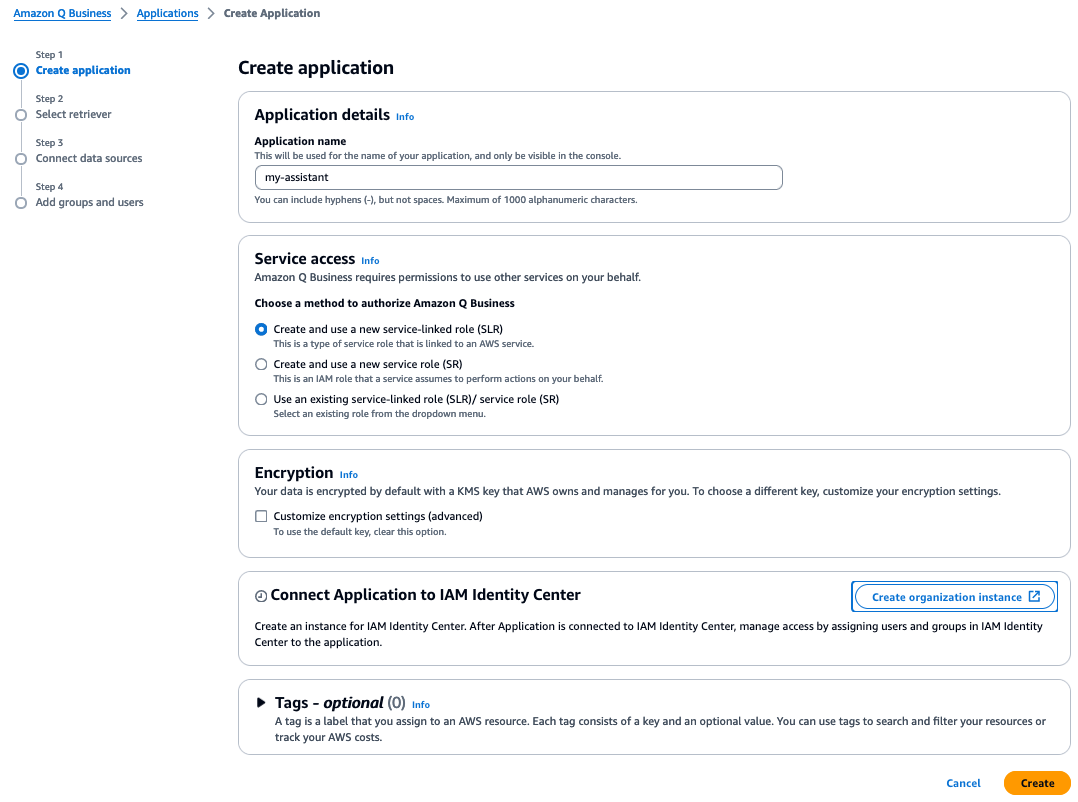 Amazon Q Business > Applications > Create Application
Step 1
Create application
Step 2
Select retriever
Step 3
Connect data sources
Step 4
Add groups and users
Create application
Application details Info
Application name
This will be used for the name of your application, and only be visible in the console.
my-assistant
You can include hyphens (-), but not spaces. Maximum of 1000 alphanumeric characters.
Service access Info
Amazon Q Business requires permissions to use other services on your behalf.
Choose a method to authorize Amazon Q Business
Create and use a new service-linked role (SLR)
This is a type of service role that is linked to an AWS service.
Create and use a new service role (SR)
This is an IAM role that a service assumes to perform actions on your behalf.
Use an existing service-linked role (SLR)/ service role (SR)
Select an existing role from the dropdown menu.
Encryption Info
Your data is encrypted by default with a KMS key that AWS owns and manages for you. To choose a different key, customize your encryption settings.
Customize encryption settings (advanced)
To use the default key, clear this option.
Connect Application to IAM Identity Center
Create organization instance
Create an instance for IAM Identity Center. After Application is connected to IAM Identity Center, manage access by assigning users and groups in IAM Identity
Center to the application.
Tags - optional (0) Info
A tag is a label that you assign to an AWS resource. Each tag consists of a key and an optional value. You can use tags to search and filter your resources or
track your AWS costs.
Cancel
Create